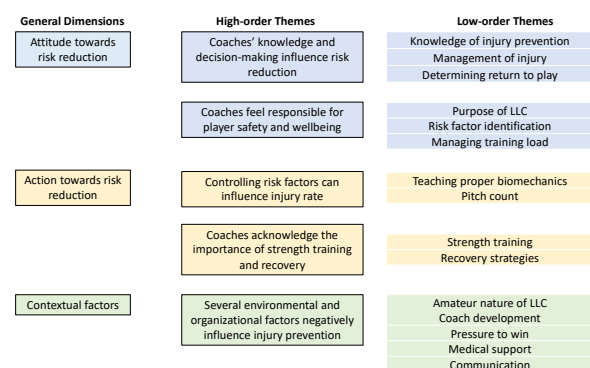 General Dimensions
High-order Themes
Low-order Themes
Attitude towards
risk reduction
Coaches' knowledge and
decision-making influence risk
reduction
Knowledge of injury prevention
Management of injury
Determining return to play
Coaches feel responsible for
player safety and wellbeing
Purpose of LLC
Risk factor identification
Managing training load
Action towards risk
reduction
Controlling risk factors can
influence injury rate
Teaching proper biomechanics
Pitch count
Coaches acknowledge the
importance of strength training
and recovery
Strength training
Recovery strategies
Contextual factors
Several environmental and
organizational factors negatively
influence injury prevention
Amateur nature of LLC
Coach development
Pressure to win
Medical support
Communication